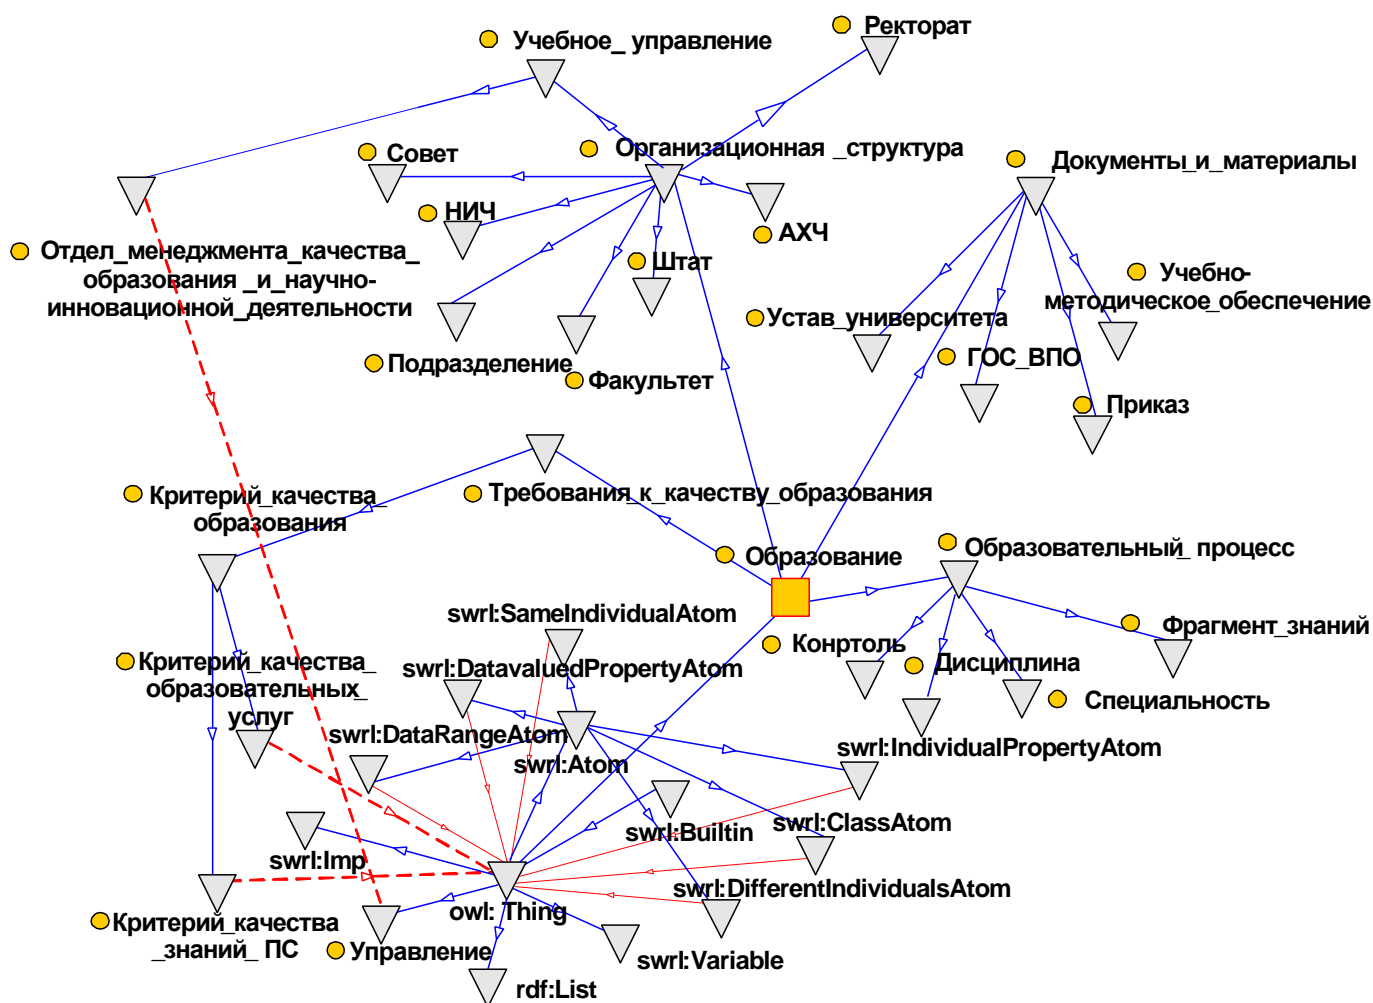 Ректорат
Учебное_ управление
Организационная _структура
Совет
Документы_и_материалы
НИЧ
АХЧ
Отдел_менеджмента_качества_
образования _и_научно-
инновационной_деятельности
Штат
Учебно-
методическое_обеспечение
Устав_университета
Подразделение
ГОС_ВПО
Факультет
Приказ
Критерий_качества_
образования
Требования_к_качеству_образования
Образование
Образовательный_ процесс
swrl:SameIndividualAtom
Конртоль
Фрагмент_знаний
Критерий_качества_
образовательных_
услуг
swrl:DatavaluedPropertyAtom
Дисциплина
Специальность
swrl:DataRangeAtom
swrl:IndividualPropertyAtom
swrl:Atom
swrl:Builtin
swrl:ClassAtom
swrl:Imp
swrl:DifferentIndividualsAtom
owl: Thing
Критерий_качества
_знаний_ ПС
Управление
swrl:Variable
rdf:List